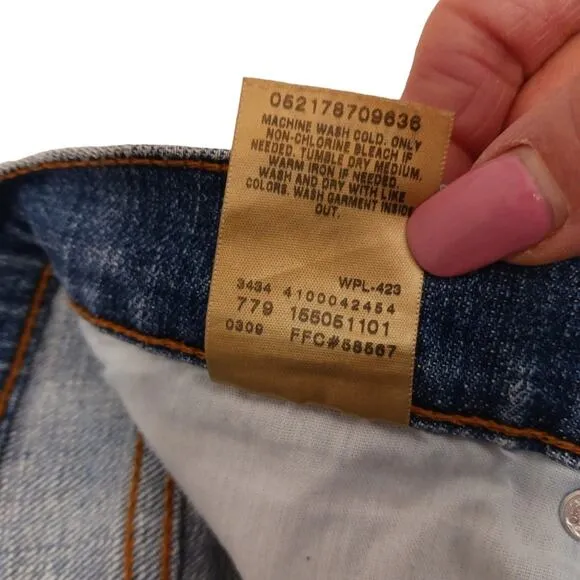 052178709636
MACHINE WASH COLD. ONLY
NON-CHLORINE BLEACH IF
NEEDED. TUMBLE DRY MEDIUM,
WARM IRON IF NEEDED.
WASH AND DRY WITH LIKE
COLORS. WASH GARMENT INSIDE
OUT.
WPL-423
3434 4100042454
779 155051101
0309 FFC#58567